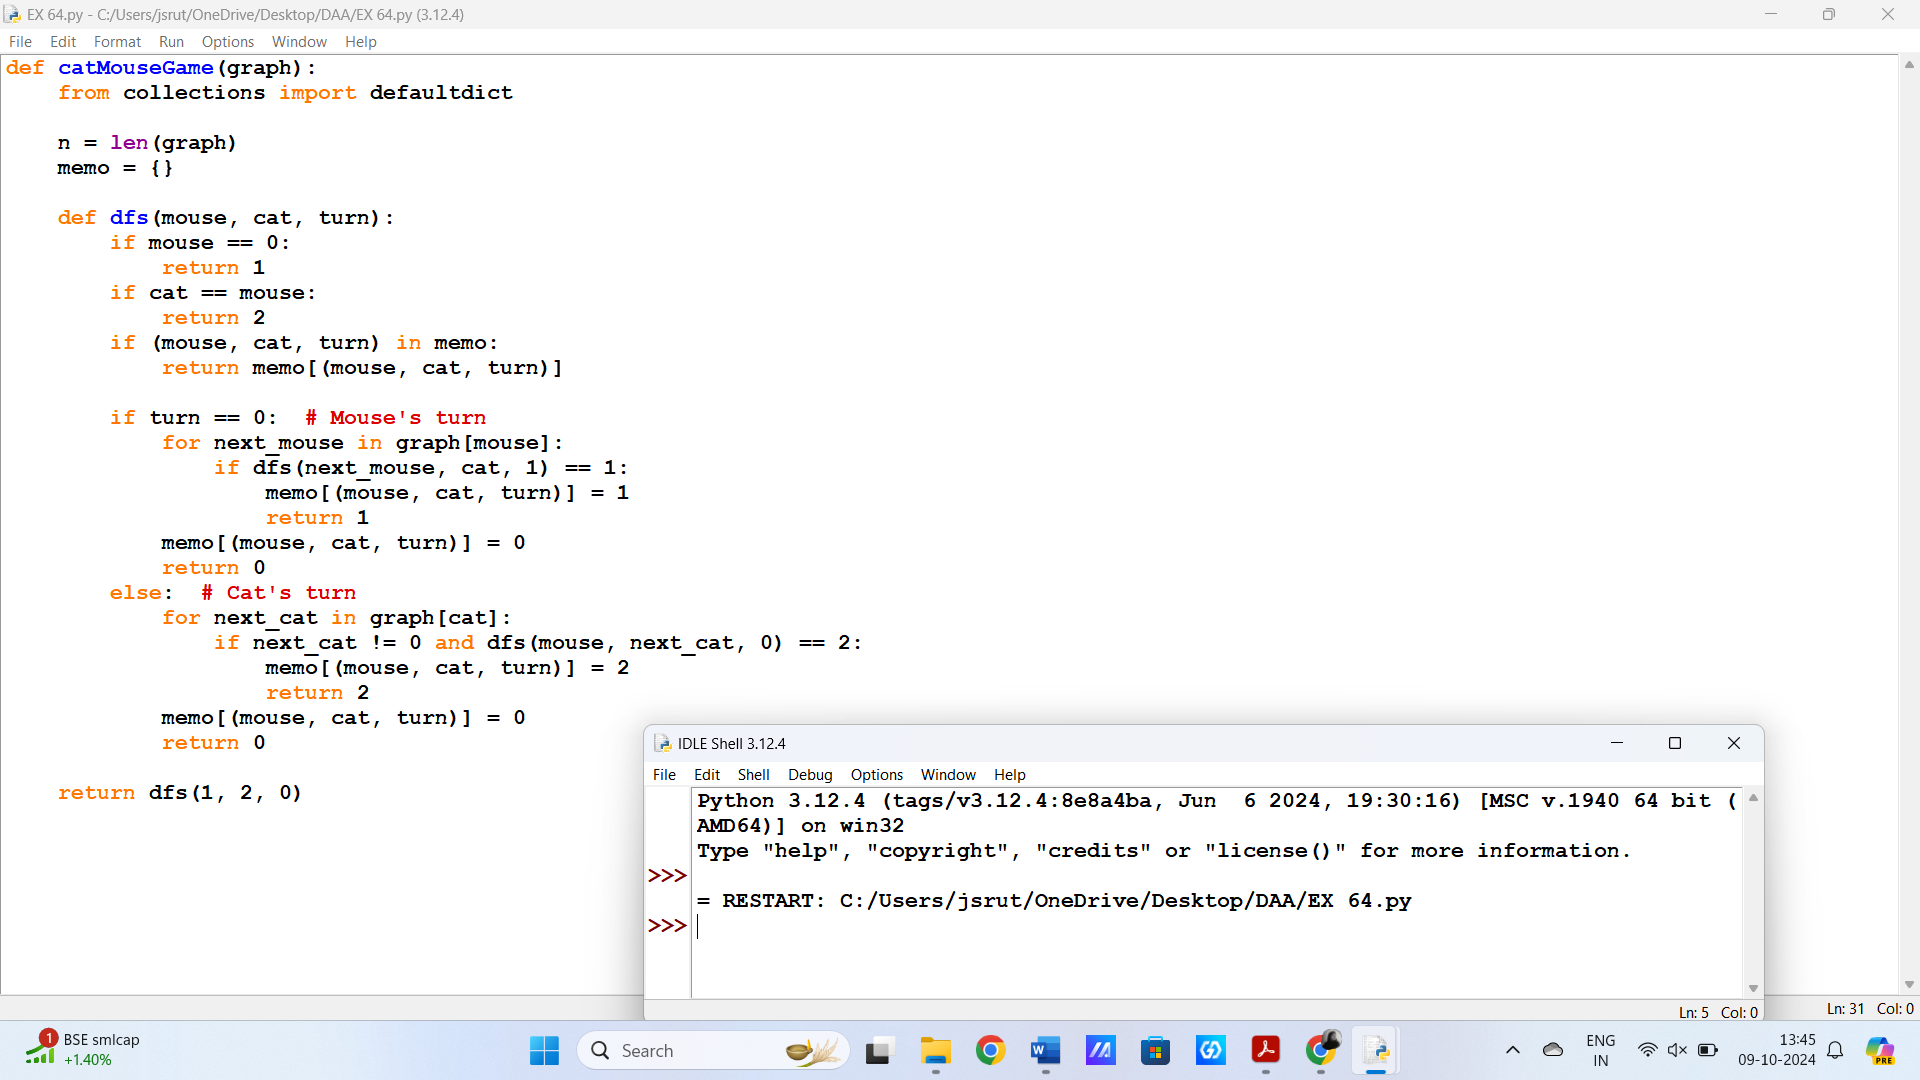 EX 64.py - C:/Users/jsrut/OneDrive/Desktop/DAA/EX 64.py (3.12.4)
File Edit Format Run Options Window Help
def catMouseGame(graph):
    from collections import defaultdict

    n = len(graph)
    memo = {}

    def dfs(mouse, cat, turn):
        if mouse == 0:
            return 1
        if cat == mouse:
            return 2
        if (mouse, cat, turn) in memo:
            return memo[(mouse, cat, turn)]

        if turn == 0:  # Mouse's turn
            for next_mouse in graph[mouse]:
                if dfs(next_mouse, cat, 1) == 1:
                    memo[(mouse, cat, turn)] = 1
                    return 1
            memo[(mouse, cat, turn)] = 0
            return 0
        else:  # Cat's turn
            for next_cat in graph[cat]:
                if next_cat != 0 and dfs(mouse, next_cat, 0) == 2:
                    memo[(mouse, cat, turn)] = 2
                    return 2
            memo[(mouse, cat, turn)] = 0
            return 0

    return dfs(1, 2, 0)
IDLE Shell 3.12.4
File Edit Shell Debug Options Window Help
Python 3.12.4 (tags/v3.12.4:8e8a4ba, Jun  6 2024, 19:30:16) [MSC v.1940 64 bit (
AMD64)] on win32
Type "help", "copyright", "credits" or "license()" for more information.
>>>
= RESTART: C:/Users/jsrut/OneDrive/Desktop/DAA/EX 64.py
>>>
Ln: 5 Col: 0
Ln: 31 Col: 0
1
BSE smlcap
+1.40%
Search
W
ENG
IN
13:45
09-10-2024
PRE